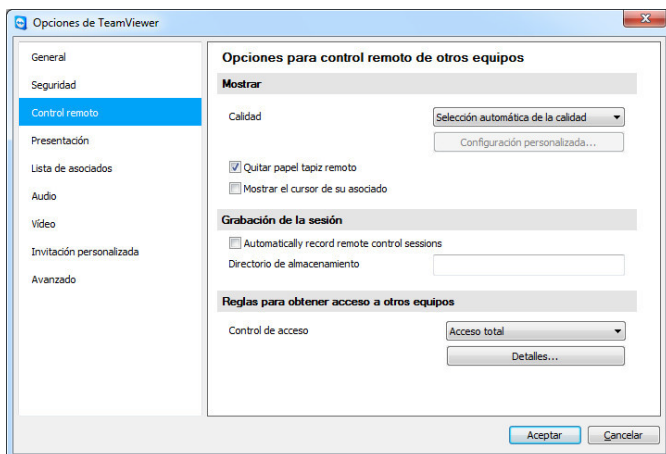 Opciones de TeamViewer
General
Seguridad
Control remoto
Presentación
Lista de asociados
Audio
Vídeo
Invitación personalizada
Avanzado
Opciones para control remoto de otros equipos
Mostrar
Calidad
Selección automática de la calidad
Configuración personalizada...
Quitar papel tapiz remoto
Mostrar el cursor de su asociado
Grabación de la sesión
Automatically record remote control sessions
Directorio de almacenamiento
Reglas para obtener acceso a otros equipos
Control de acceso
Acceso total
Detalles...
Aceptar
Cancelar